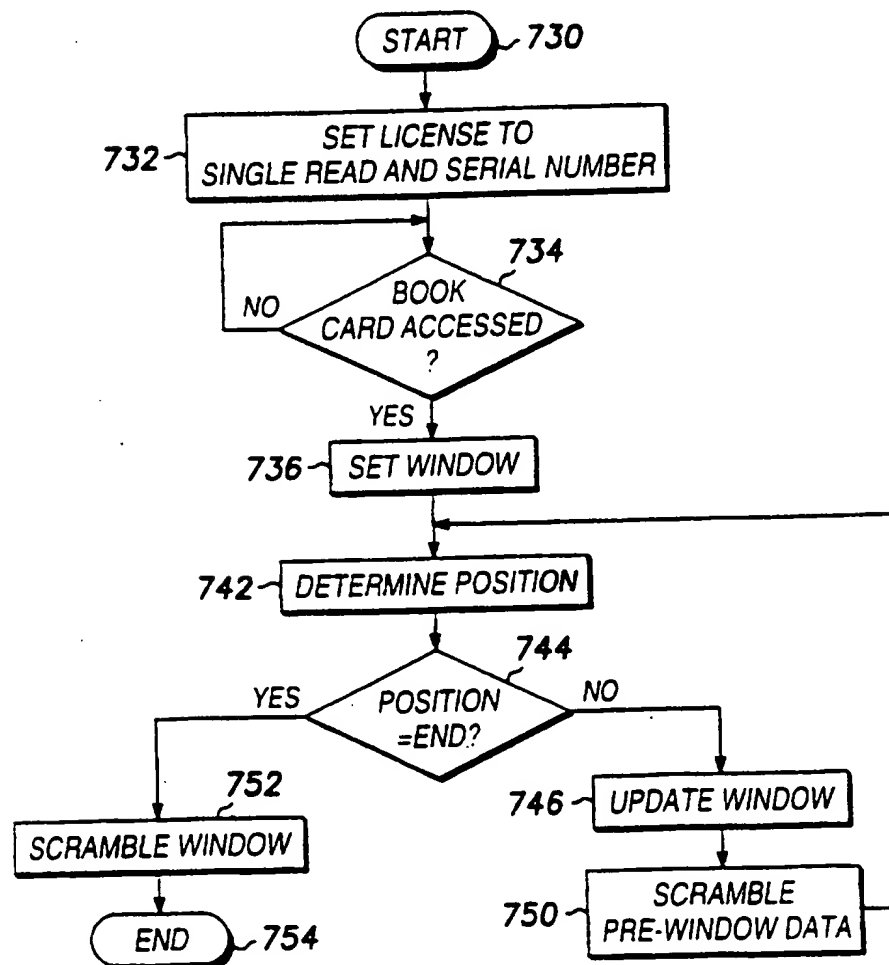 START
730
732
SET LICENSE TO
SINGLE READ AND SERIAL NUMBER
734
NO
BOOK
CARD ACCESSED
?
YES
736
SET WINDOW
742
DETERMINE POSITION
744
YES
POSITION
=END?
NO
752
SCRAMBLE WINDOW
746
UPDATE WINDOW
750
SCRAMBLE
PRE-WINDOW DATA
END
754